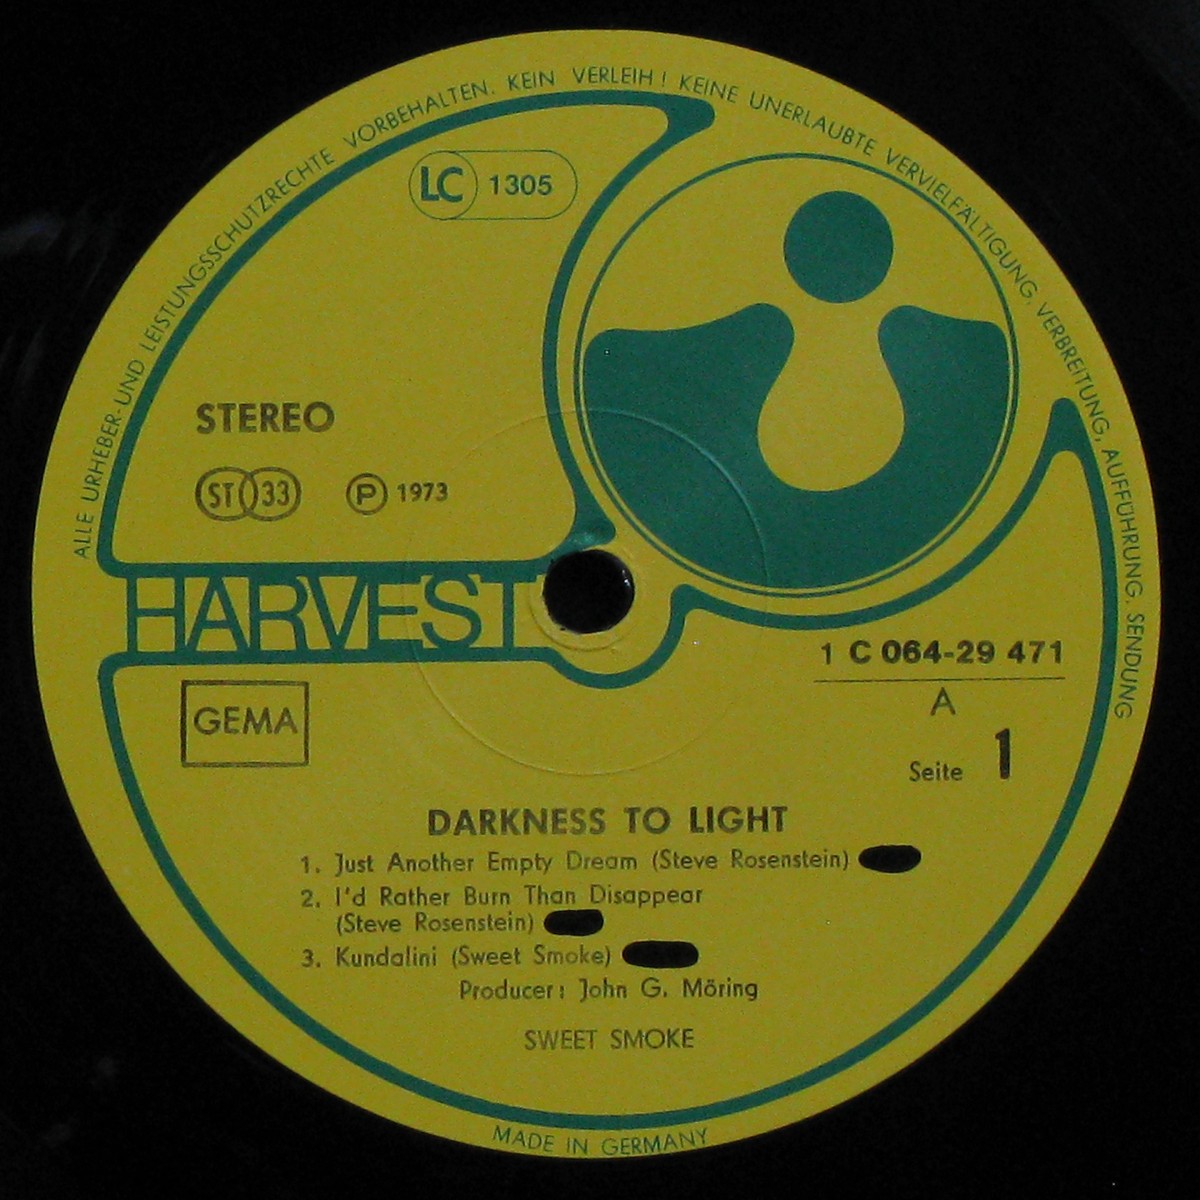 ALLE URHEBER- UND LEISTUNGSSCHUTZRECHTE VORBEHALTEN. KEIN VERLEIH! KEINE UNERLAUBTE VERVIELFÄLTIGUNG, VERBREITUNG, AUFFÜHRUNG, SENDUNG
LC 1305
STEREO
ST 33 Ⓟ 1973
HARVEST
1 C 064-29 471
GEMA
A
Seite 1
DARKNESS TO LIGHT
1. Just Another Empty Dream (Steve Rosenstein)
2. I'd Rather Burn Than Disappear
(Steve Rosenstein)
3. Kundalini (Sweet Smoke)
Producer: John G. Möring
SWEET SMOKE
MADE IN GERMANY